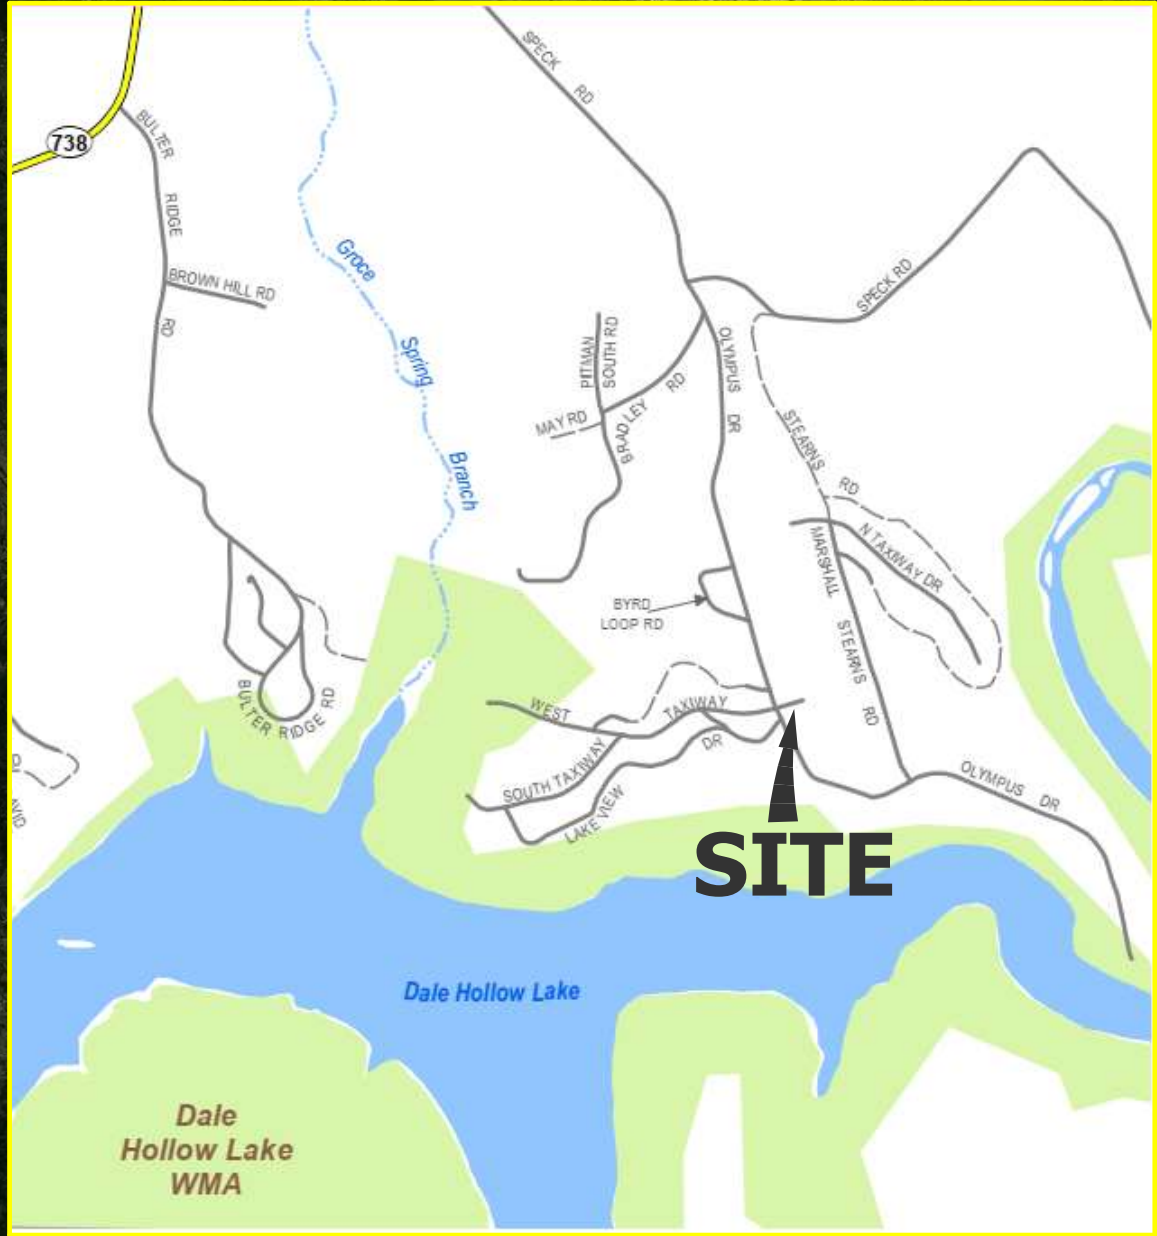 SPECK
RD
738
BULTER
RIDGE
RD
BROWN HILL RD
Groce
Spring
Branch
SPECK RD
PITMAN
SOUTH RD
MAY RD
BRADLEY
RD
OLYMPUS
DR
STEARNS
RD
N TAXIWAY DR
MARSHALL
STEARNS
RD
BYRD
LOOP RD
BULTER RIDGE RD
WEST
TAXIWAY
DR
SOUTH TAXIWAY
LAKE VIEW
OLYMPUS
DR
SITE
Dale Hollow Lake
Dale
Hollow Lake
WMA